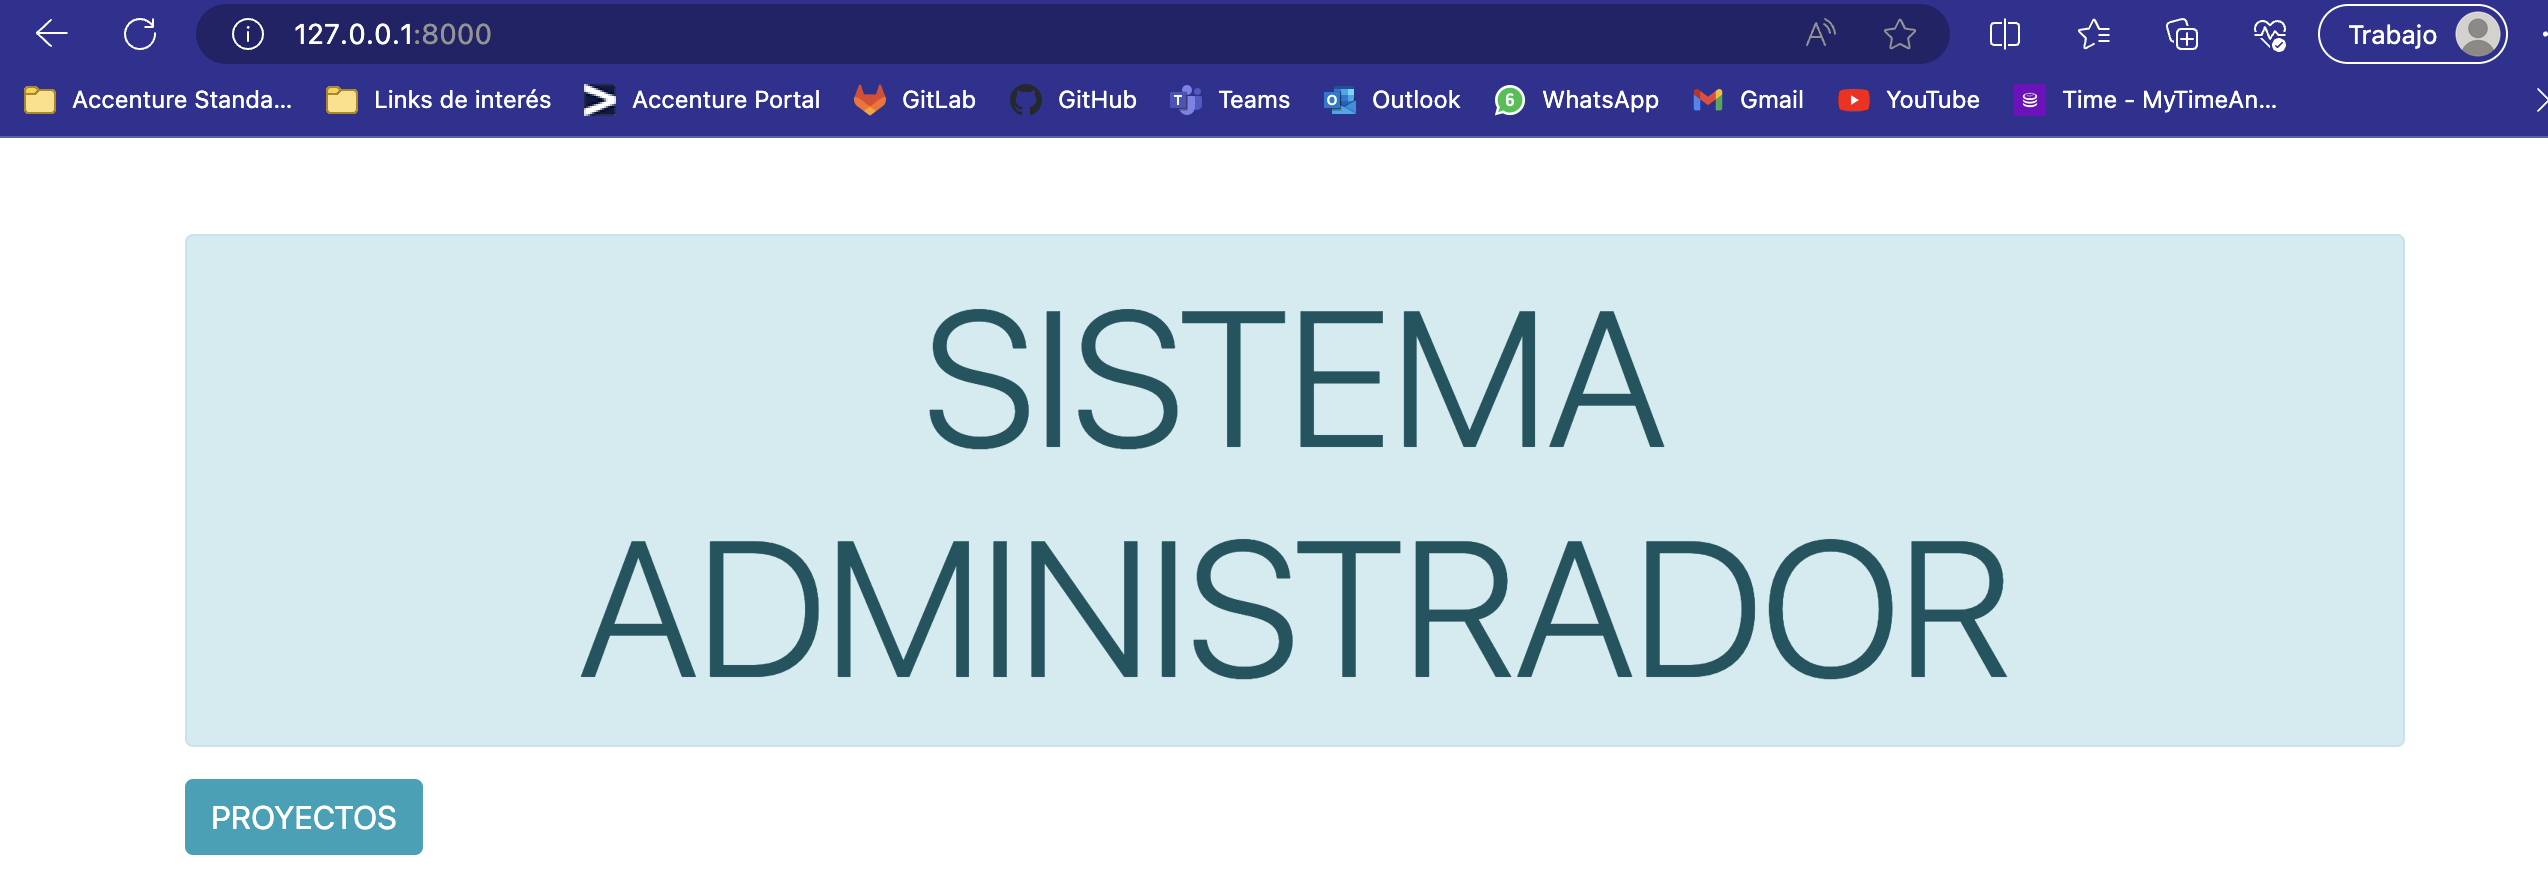 127.0.0.1:8000
Trabajo
Accenture Standa... Links de interés Accenture Portal GitLab GitHub Teams Outlook 6 WhatsApp Gmail YouTube Time - MyTimeAn...
SISTEMA
ADMINISTRADOR
PROYECTOS